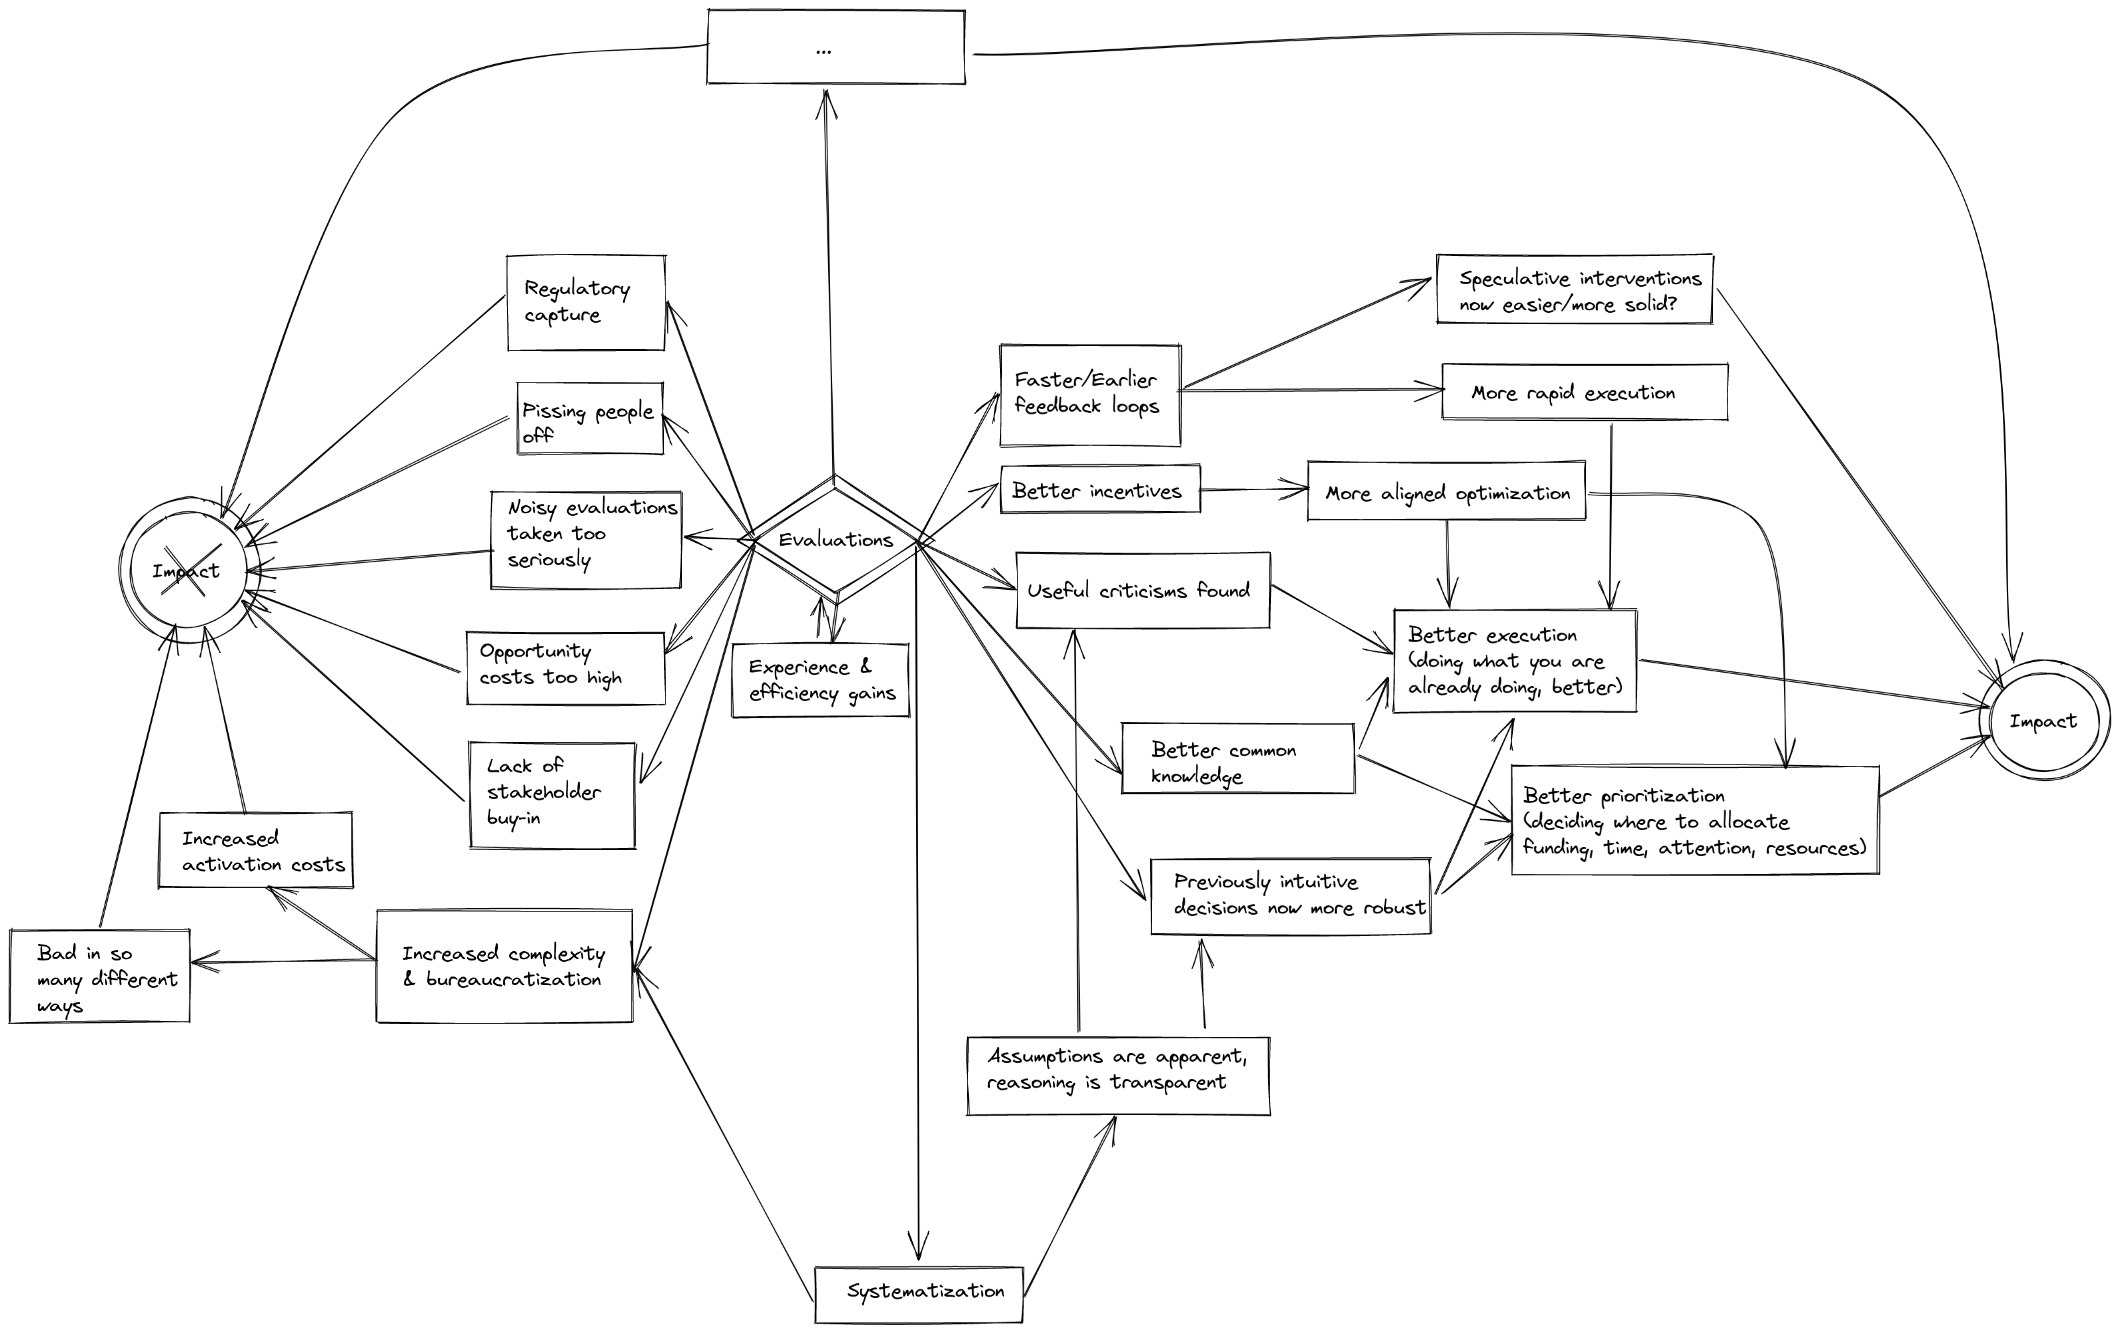 ...
Regulatory
capture
Pissing people
off
Noisy evaluations
taken too
seriously
Impact
Opportunity
costs too high
Lack of
stakeholder
buy-in
Increased
activation costs
Bad in so
many different
ways
Increased complexity
& bureaucratization
Evaluations
Experience &
efficiency gains
Speculative interventions
now easier/more solid?
Faster/Earlier
feedback loops
More rapid execution
Better incentives
More aligned optimization
Useful criticisms found
Better execution
(doing what you are
already doing, better)
Impact
Better common
knowledge
Better prioritization
(deciding where to allocate
funding, time, attention, resources)
Previously intuitive
decisions now more robust
Assumptions are apparent,
reasoning is transparent
Systematization